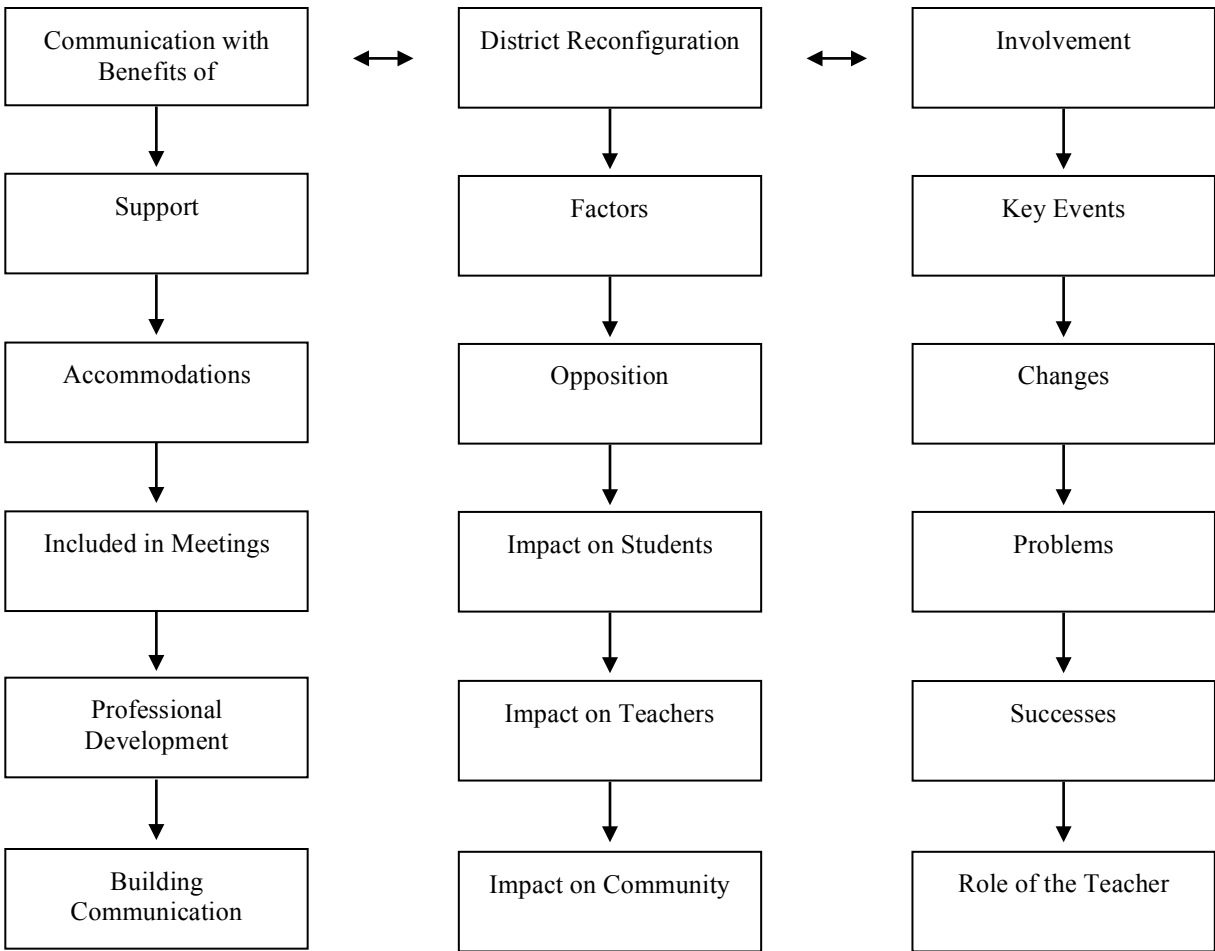 Communication with
Benefits of
District Reconfiguration
Involvement
Support
Factors
Key Events
Accommodations
Opposition
Changes
Included in Meetings
Impact on Students
Problems
Professional
Development
Impact on Teachers
Successes
Building
Communication
Impact on Community
Role of the Teacher